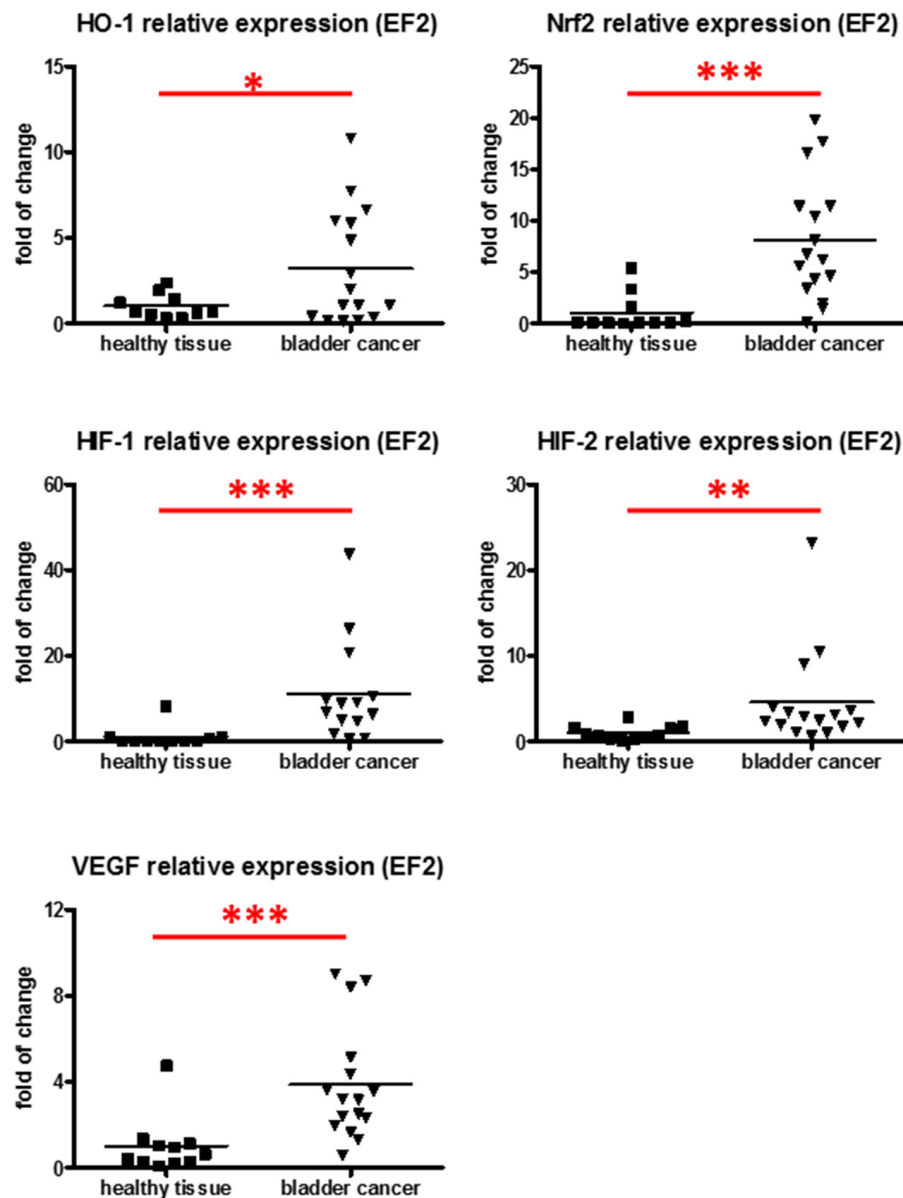 HO-1 relative expression (EF2)
fold of change
15
10
5
0
*
healthy tissue
bladder cancer
Nrf2 relative expression (EF2)
fold of change
25
20
15
10
5
0
***
healthy tissue
bladder cancer
HIF-1 relative expression (EF2)
fold of change
60
40
20
0
***
healthy tissue
bladder cancer
HIF-2 relative expression (EF2)
fold of change
30
20
10
0
**
healthy tissue
bladder cancer
VEGF relative expression (EF2)
fold of change
12
8
4
0
***
healthy tissue
bladder cancer